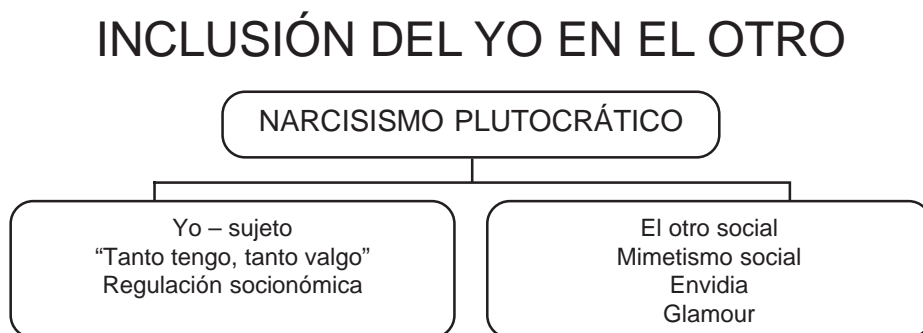 INCLUSIÓN DEL YO EN EL OTRO
NARCISISMO PLUTOCRÁTICO
Yo – sujeto
“Tanto tengo, tanto valgo”
Regulación socionómica
El otro social
Mimetismo social
Envidia
Glamour